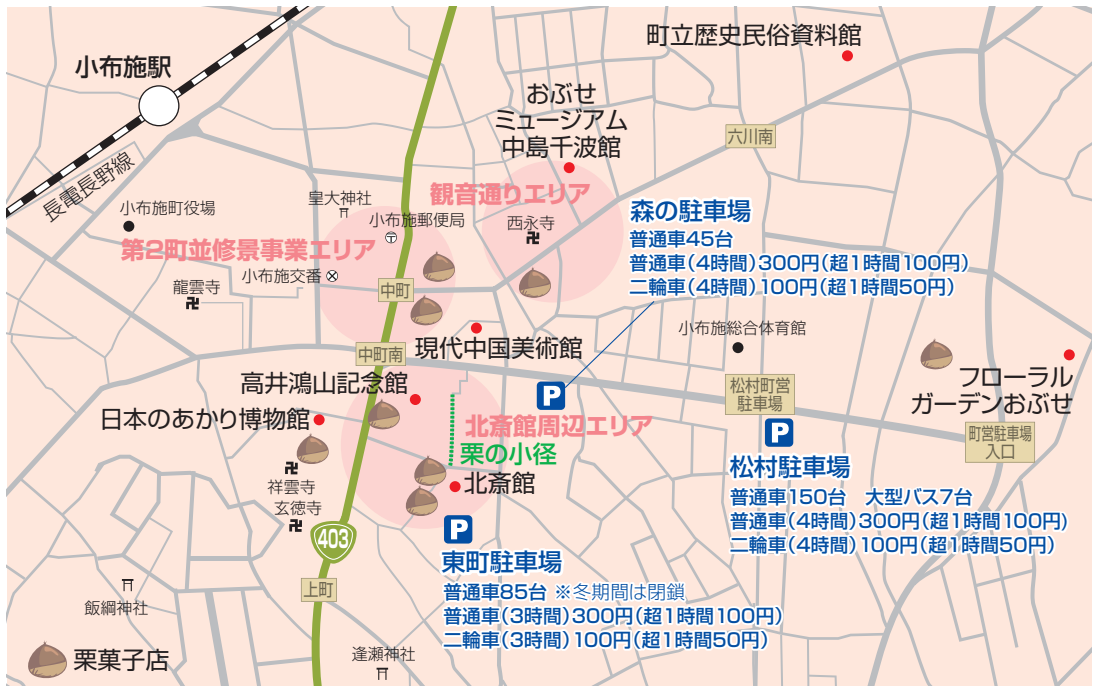 町立歴史民俗資料館
小布施駅
おぶせ
ミュージアム
中島千波館
六川南
長電長野線
観音通りエリア
皇大神社
小布施町役場
小布施郵便局
西永寺
森の駐車場
普通車45台
普通車(4時間)300円(超1時間100円)
二輪車(4時間)100円(超1時間50円)
第2町並修景事業エリア
小布施交番
龍雲寺
中町
小布施総合体育館
現代中国美術館
中町南
高井鴻山記念館
フローラル
ガーデンおぶせ
松村町営
駐車場
P
日本のあかり博物館
北斎館周辺エリア
町営駐車場
入口
P
栗の小径
松村駐車場
普通車150台 大型バス7台
普通車(4時間)300円(超1時間100円)
二輪車(4時間)100円(超1時間50円)
北斎館
祥雲寺
玄徳寺
P
403
東町駐車場
普通車85台 ※冬期間は閉鎖
普通車(3時間)300円(超1時間100円)
二輪車(3時間)100円(超1時間50円)
上町
飯綱神社
逢瀬神社
栗菓子店